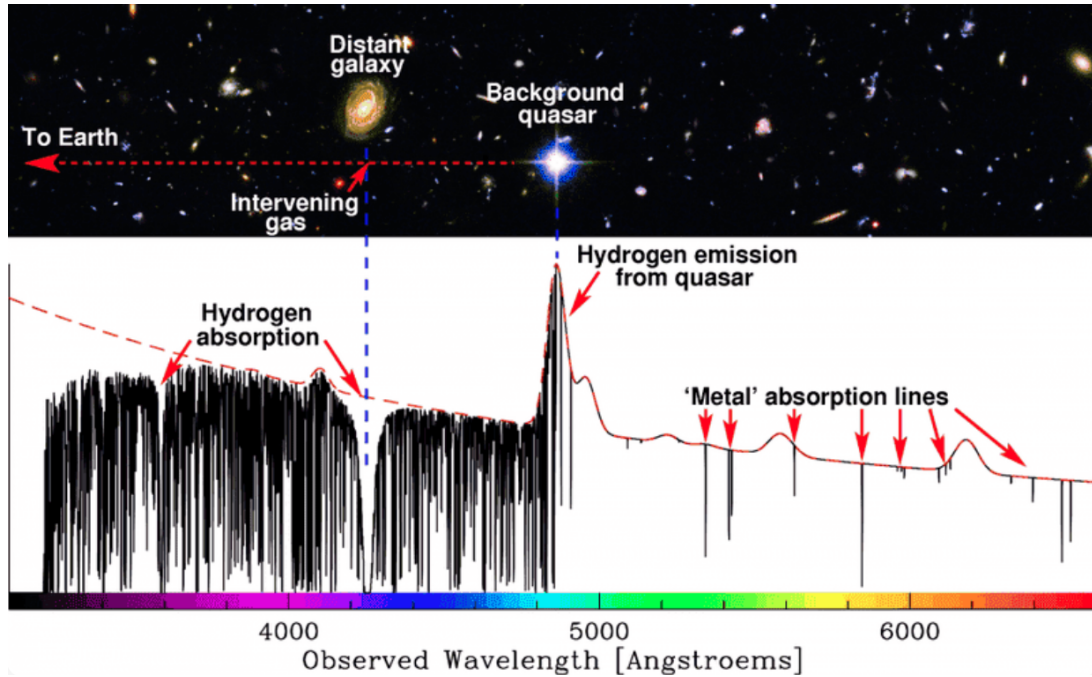 Distant
galaxy
Background
quasar
To Earth
Intervening
gas
Hydrogen emission
from quasar
Hydrogen
absorption
‘Metal’ absorption lines
4000
5000
6000
Observed Wavelength [Angstroems]